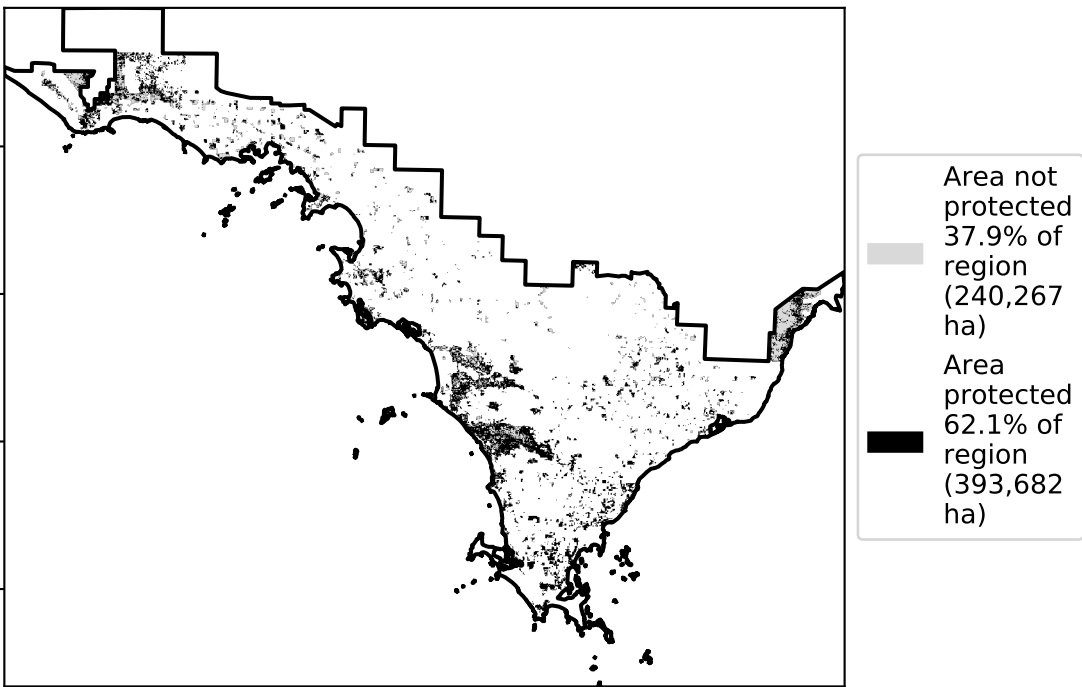 Area not
protected
37.9% of
region
(240,267
ha)
Area
protected
62.1% of
region
(393,682
ha)